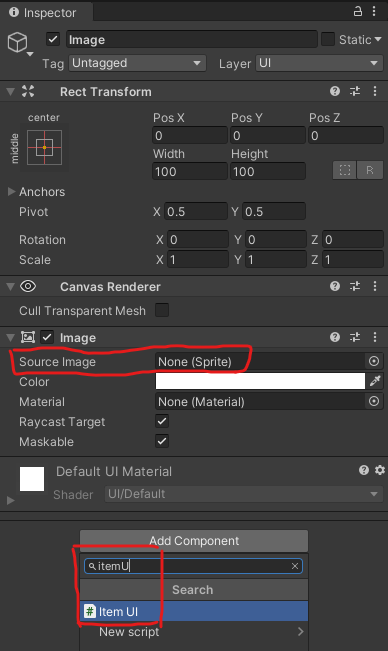 Inspector
Image Static
Tag Untagged Layer UI
Rect Transform
center Pos X Pos Y Pos Z
middle 0 0 0
Width Height
100 100 R
Anchors
Pivot X 0.5 Y 0.5
Rotation X 0 Y 0 Z 0
Scale X 1 Y 1 Z 1
Canvas Renderer
Cull Transparent Mesh
Image
Source Image None (Sprite)
Color
Material None (Material)
Raycast Target
Maskable
Default UI Material
Shader UI/Default
Add Component
itemU
Search
# Item UI
New script